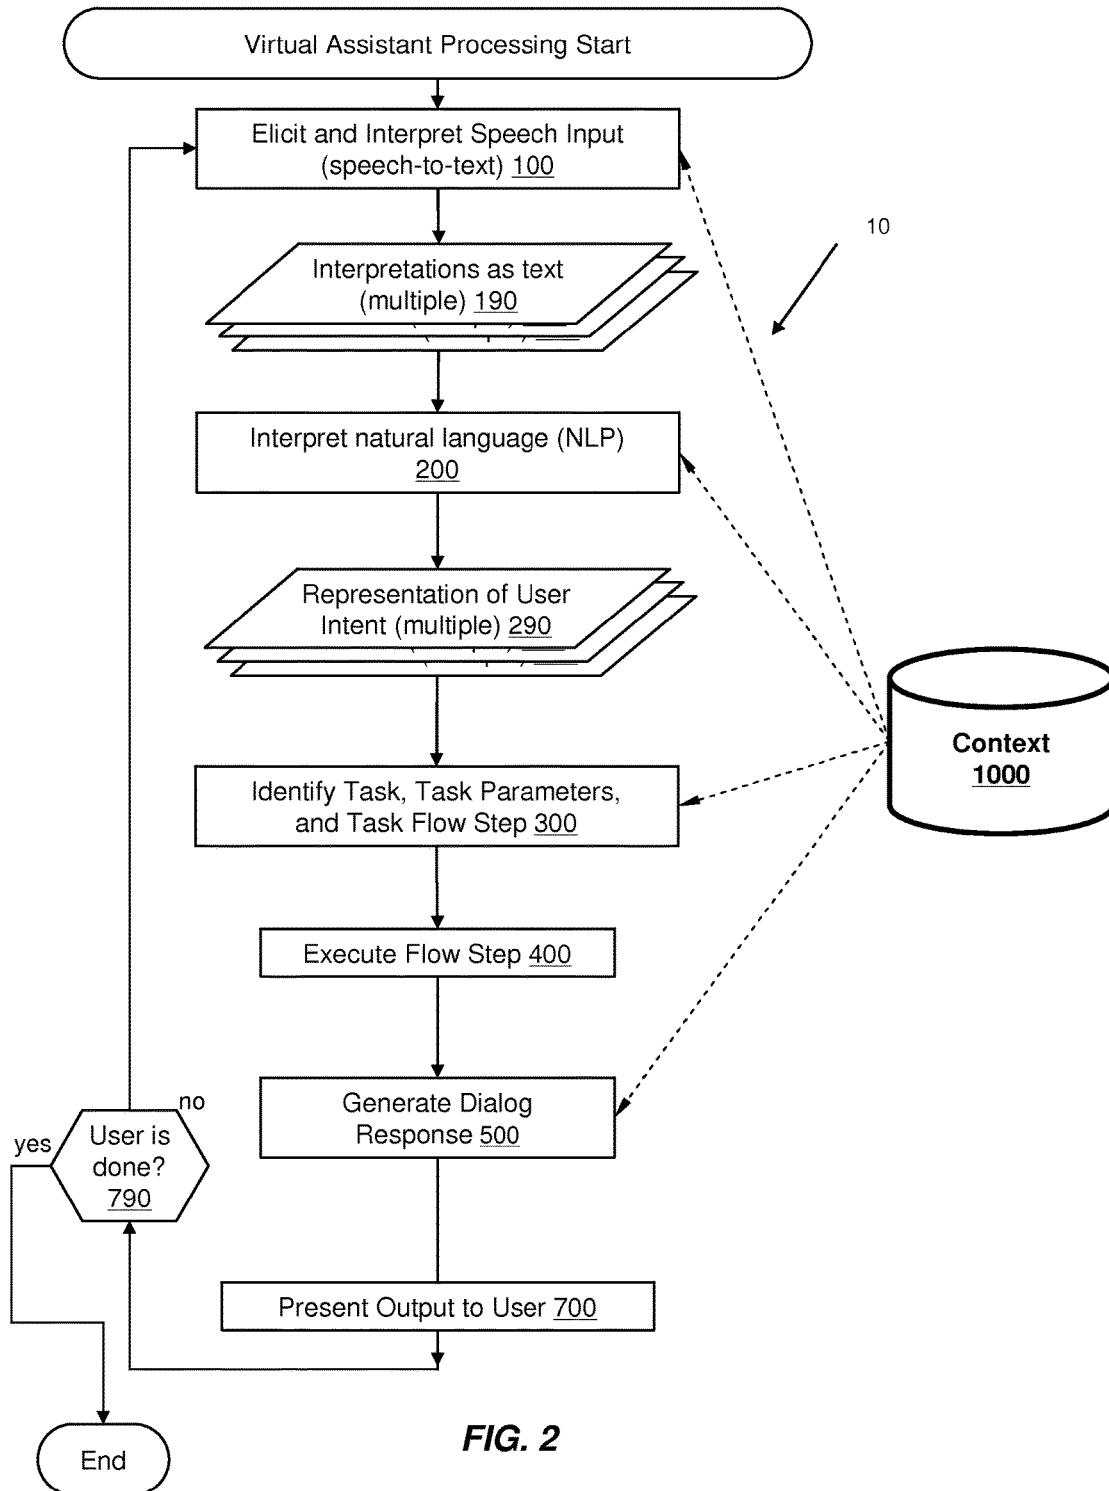 Virtual Assistant Processing Start
Elicit and Interpret Speech Input
(speech-to-text) 100
10
Interpretations as text
(multiple) 190
Interpret natural language (NLP)
200
Representation of User
Intent (multiple) 290
Context
1000
Identify Task, Task Parameters,
and Task Flow Step 300
Execute Flow Step 400
Generate Dialog
Response 500
no
yes
User is
done?
790
Present Output to User 700
End
FIG. 2